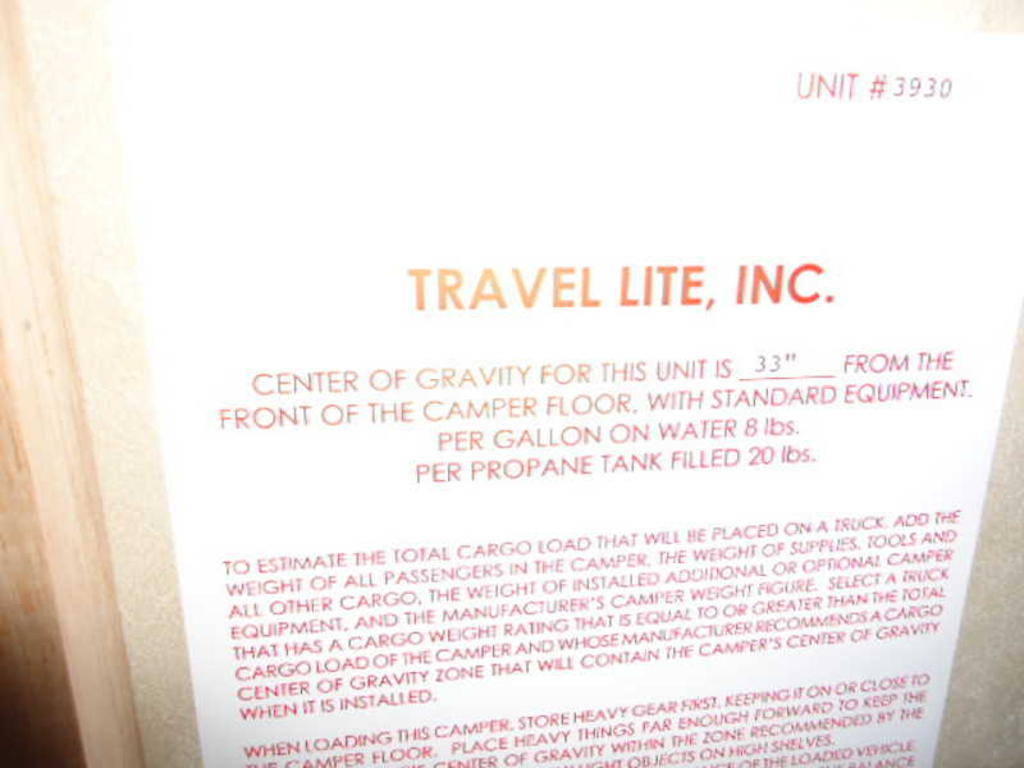 UNIT #3930
TRAVEL LITE, INC.
CENTER OF GRAVITY FOR THIS UNIT IS 33" FROM THE
FRONT OF THE CAMPER FLOOR, WITH STANDARD EQUIPMENT.
PER GALLON ON WATER 8 lbs.
PER PROPANE TANK FILLED 20 lbs.
TO ESTIMATE THE TOTAL CARGO LOAD THAT WILL BE PLACED ON A TRUCK, ADD THE
WEIGHT OF ALL PASSENGERS IN THE CAMPER, THE WEIGHT OF SUPPLIES, TOOLS AND
ALL OTHER CARGO, THE WEIGHT OF INSTALLED ADDITIONAL OR OPTIONAL CAMPER
EQUIPMENT, AND THE MANUFACTURER'S CAMPER WEIGHT FIGURE. SELECT A TRUCK
THAT HAS A CARGO WEIGHT RATING THAT IS EQUAL TO OR GREATER THAN THE TOTAL
CARGO LOAD OF THE CAMPER AND WHOSE MANUFACTURER RECOMMENDS A CARGO
CENTER OF GRAVITY ZONE THAT WILL CONTAIN THE CAMPER'S CENTER OF GRAVITY
WHEN IT IS INSTALLED.
WHEN LOADING THIS CAMPER, STORE HEAVY GEAR FIRST, KEEPING IT ON OR CLOSE TO
THE CAMPER FLOOR. PLACE HEAVY THINGS FAR ENOUGH FORWARD TO KEEP THE
CENTER OF GRAVITY WITHIN THE ZONE RECOMMENDED BY THE
LIGHT OBJECTS ON HIGH SHELVES.
OF THE LOADED VEHICLE
BALANCE